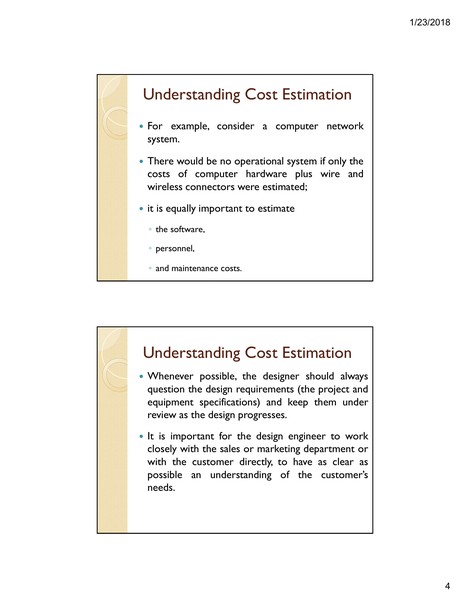 1/23/2018
Understanding Cost Estimation
• For example, consider a computer network
system.
• There would be no operational system if only the
costs of computer hardware plus wire and
wireless connectors were estimated;
• it is equally important to estimate
◦ the software,
◦ personnel,
◦ and maintenance costs.
Understanding Cost Estimation
• Whenever possible, the designer should always
question the design requirements (the project and
equipment specifications) and keep them under
review as the design progresses.
• It is important for the design engineer to work
closely with the sales or marketing department or
with the customer directly, to have as clear as
possible an understanding of the customer's
needs.
4